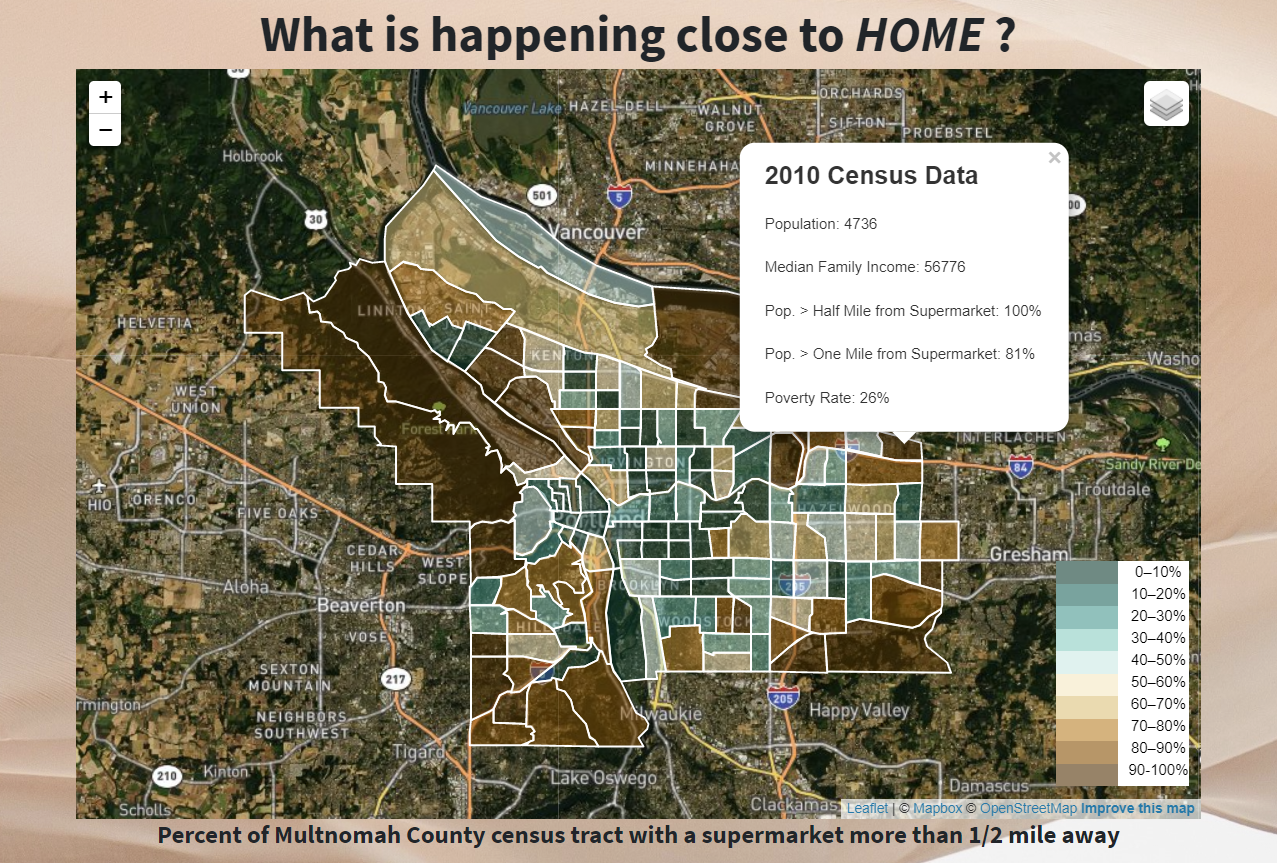 What is happening close to HOME ?
+
−
30
Vancouver Lake
HAZEL DELL
WALNUT
GROVE
ORCHARDS
SIFTON
PROEBSTEL
Holbrook
MINNEHAHA
501
5
30
Vancouver
×
2010 Census Data
Population: 4736
Median Family Income: 56776
Pop. > Half Mile from Supermarket: 100%
Pop. > One Mile from Supermarket: 81%
Poverty Rate: 26%
HELVETIA
SAINT
KENTON
Washo
WEST
UNION
Forest Park
INTERLACHEN
84
Sandy River De
Troutdale
HIO
ORENCO
FIVE OAKS
IRVINGTON
HAZELWOOD
Portland
CEDAR
HILLS
WEST
SLOPE
Gresham
Aloha
Beaverton
BROOKLYN
205
VOSE
HILLSDALE
WOODSTOCK
SEXTON
MOUNTAIN
217
rmington
NEIGHBORS
SOUTHWEST
Milwaukie
205
Happy Valley
Tigard
210
Kinton
Lake Oswego
Damascus
Scholls
Clackamas
0–10%
10–20%
20–30%
30–40%
40–50%
50–60%
60–70%
70–80%
80–90%
90-100%
Leaflet | © Mapbox © OpenStreetMap Improve this map
Percent of Multnomah County census tract with a supermarket more than 1/2 mile away